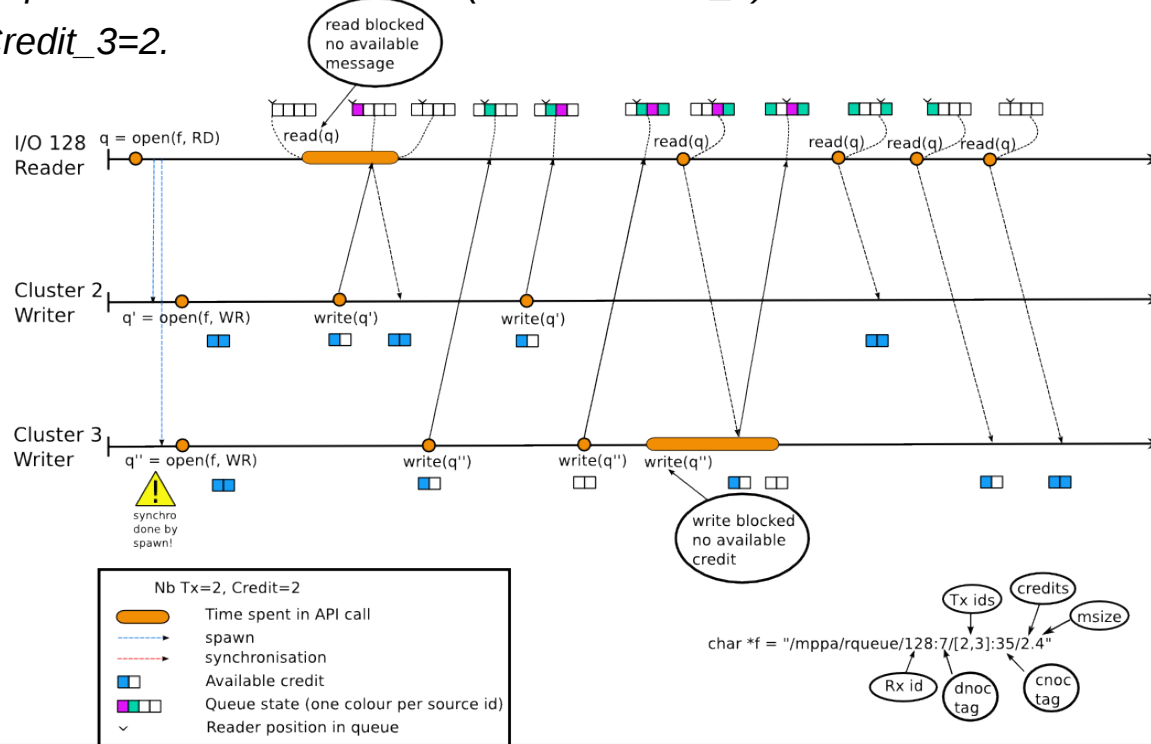 Credit_3=2.
read blocked
no available
message
I/O 128
Reader
q = open(f, RD)
read(q)
read(q)
read(q)
read(q)
read(q)
Cluster 2
Writer
q' = open(f, WR)
write(q')
write(q')
Cluster 3
Writer
q'' = open(f, WR)
write(q'')
write(q'')
write(q'')
!
synchro
done by
spawn!
write blocked
no available
credit
Nb Tx=2, Credit=2
Time spent in API call
spawn
synchronisation
Available credit
Queue state (one colour per source id)
Reader position in queue
Tx ids
credits
msize
char *f = "/mppa/rqueue/128:7/[2,3]:35/2.4"
Rx id
dnoc
tag
cnoc
tag